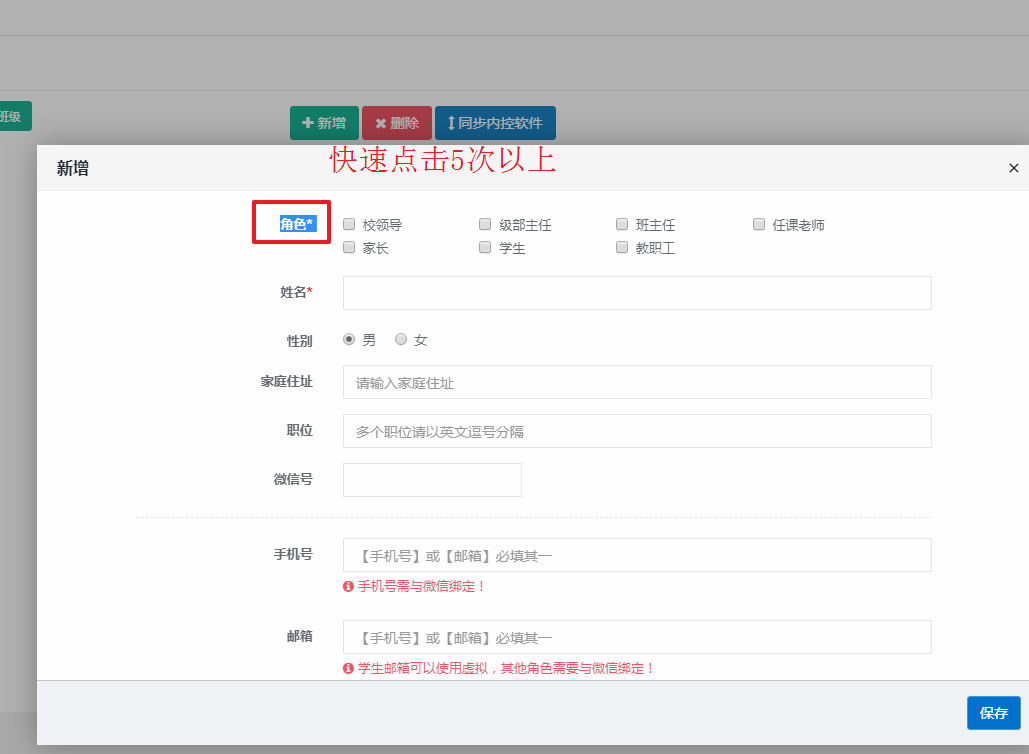 班级
新增 删除 同步内控软件
快速点击5次以上
新增 ×
角色* 校领导 级部主任 班主任 任课老师
家长 学生 教职工
姓名*
性别 男 女
家庭住址 请输入家庭住址
职位 多个职位请以英文逗号分隔
微信号
手机号 【手机号】或【邮箱】必填其一
手机号需与微信绑定！
邮箱 【手机号】或【邮箱】必填其一
学生邮箱可以使用虚拟，其他角色需要与微信绑定！
保存